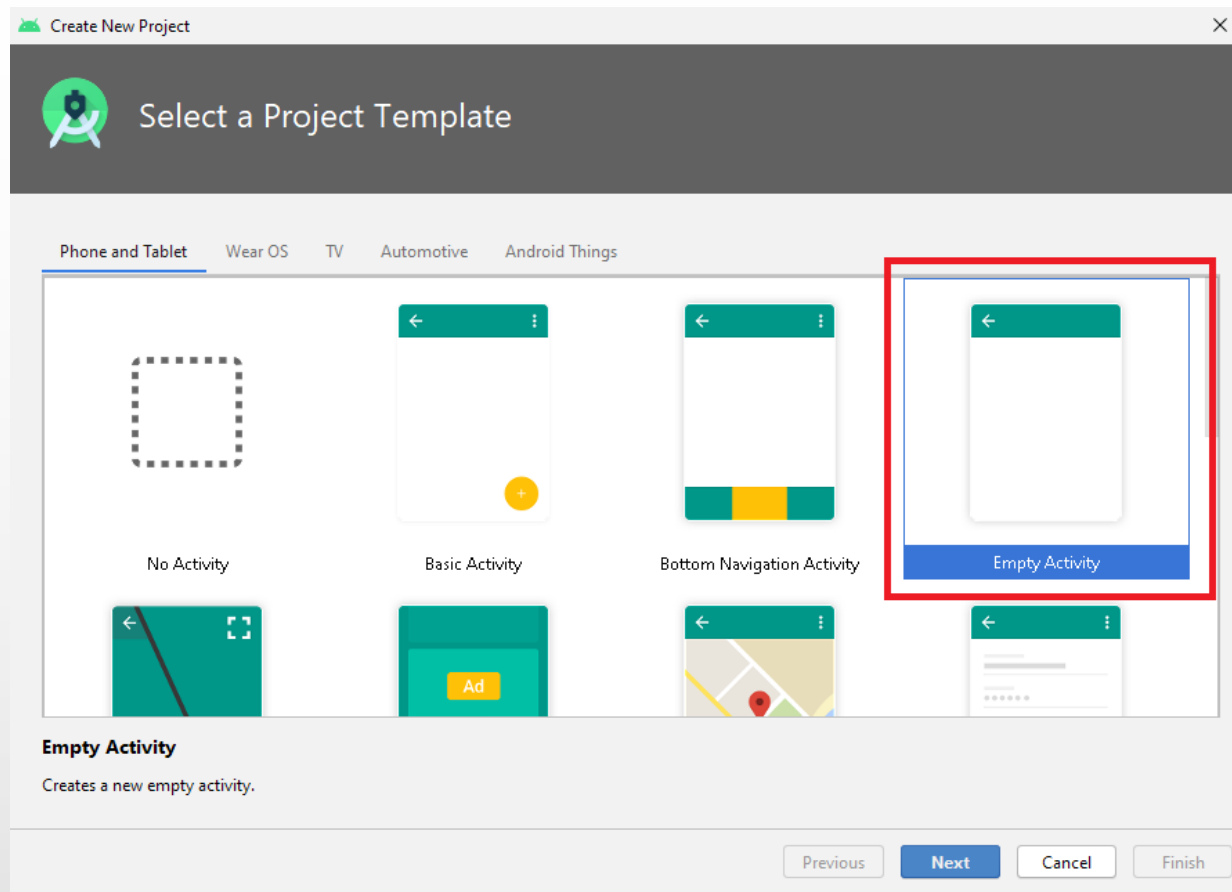 Create New Project
Select a Project Template
Phone and Tablet Wear OS TV Automotive Android Things
No Activity Basic Activity Bottom Navigation Activity Empty Activity
Ad
Empty Activity
Creates a new empty activity.
Previous Next Cancel Finish